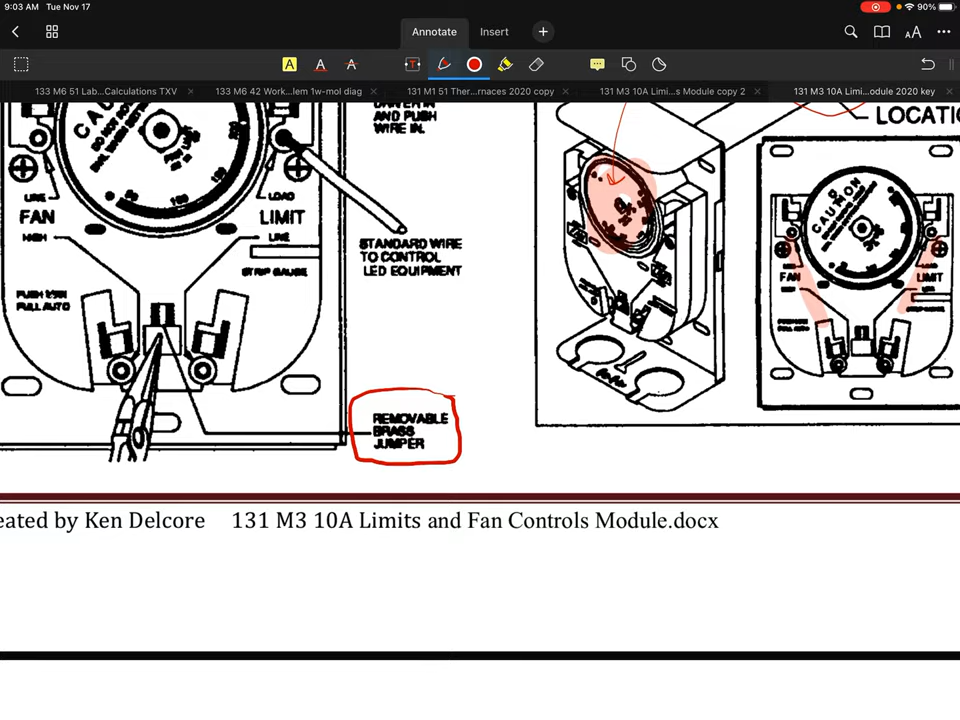 9:03 AM Tue Nov 17
90%
Annotate
Insert
133 M6 51 Lab...Calculations TXV
133 M6 42 Work...lem 1w-mol diag
131 M1 51 Ther...rnaces 2020 copy
131 M3 10A Limi...s Module copy 2
131 M3 10A Limi...odule 2020 key
AND PUSH
WIRE IN.
LOCATIO
CAUTION
LINE
LOAD
FAN
LIMIT
HIGH
LINE
STRIP GAUGE
PULL AUTO
STANDARD WIRE
TO CONTROL
LED EQUIPMENT
REMOVABLE
BRASS
JUMPER
CAUTION
FAN
LIMIT
eated by Ken Delcore 131 M3 10A Limits and Fan Controls Module.docx